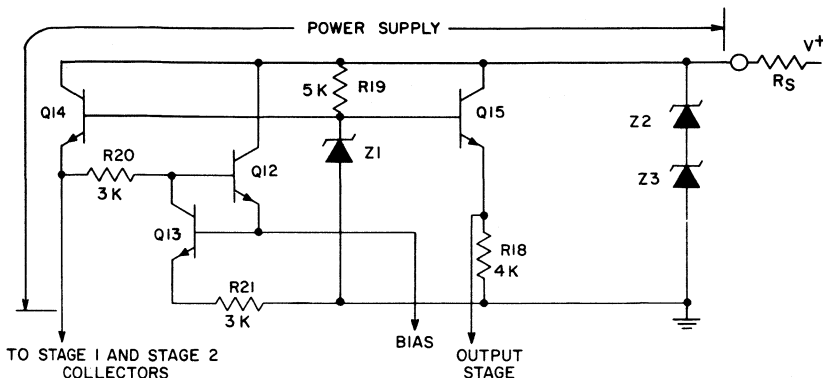 POWER SUPPLY
V+
RS
5K
R19
Q14
Q15
Z2
R20
3K
Q12
Z1
Z3
Q13
R18
4K
R21
3K
BIAS
TO STAGE 1 AND STAGE 2
COLLECTORS
OUTPUT
STAGE